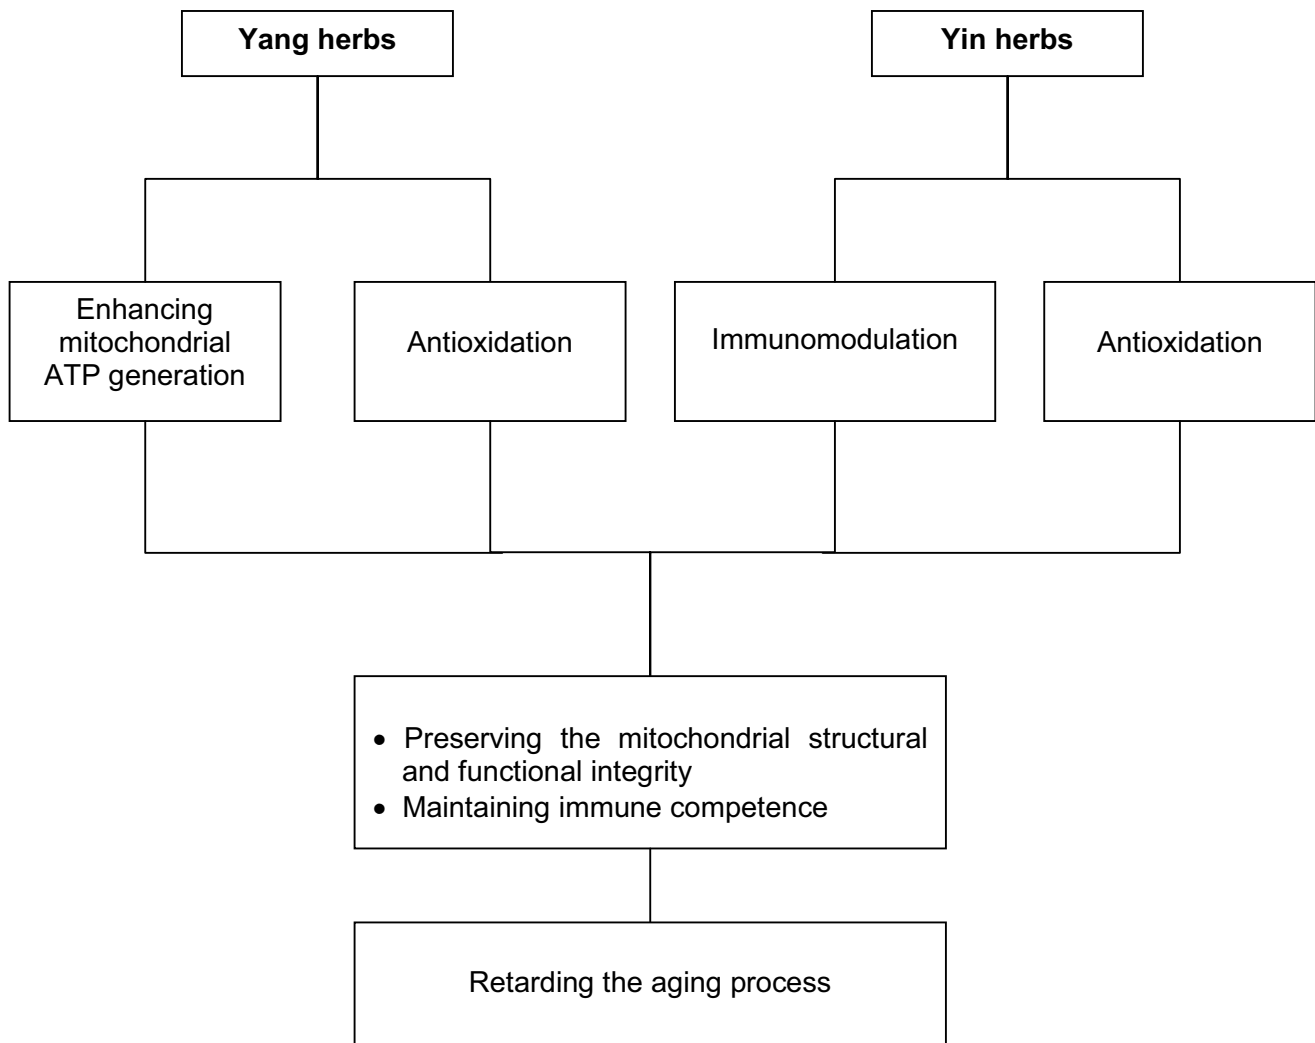 Yang herbs
Yin herbs
Enhancing
mitochondrial
ATP generation
Antioxidation
Immunomodulation
Antioxidation
• Preserving the mitochondrial structural
and functional integrity
• Maintaining immune competence
Retarding the aging process